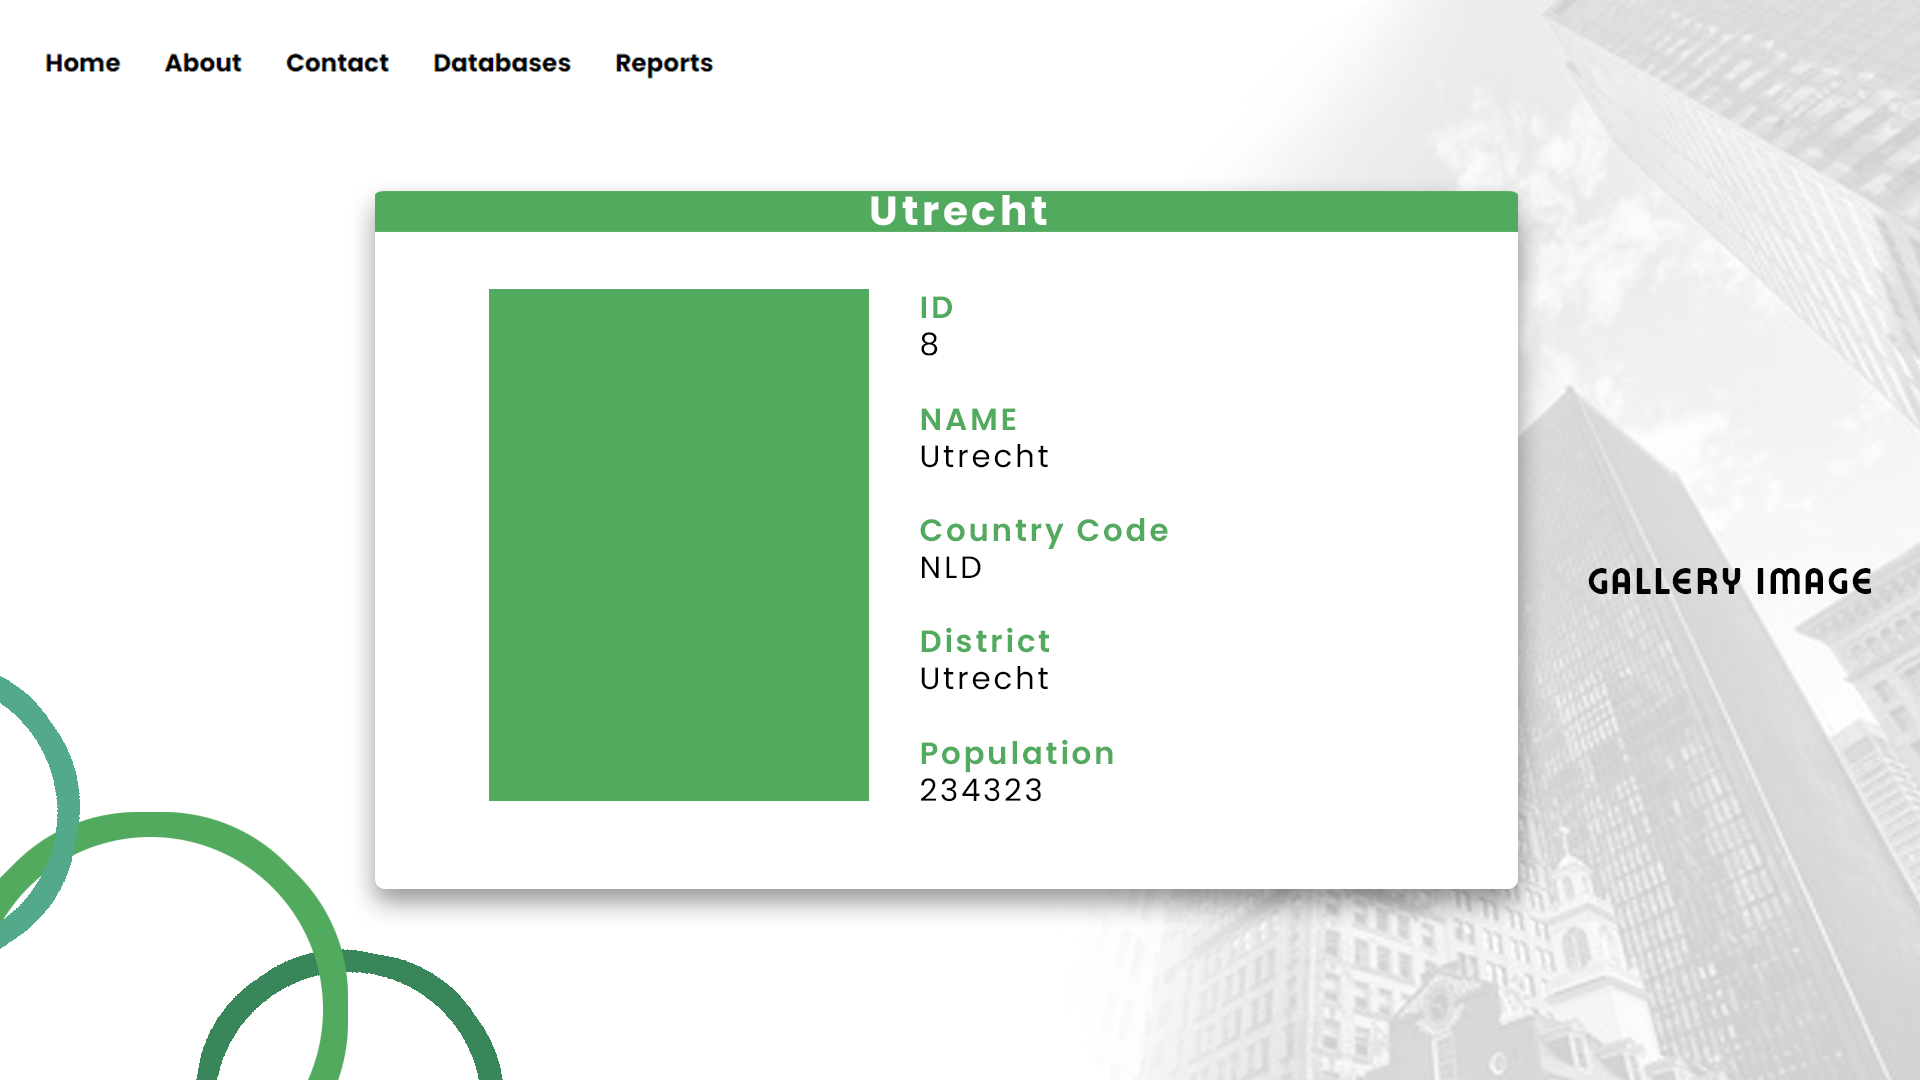 Home About Contact Databases Reports
Utrecht
ID
8
NAME
Utrecht
Country Code
NLD
District
Utrecht
Population
234323
GALLERY IMAGE